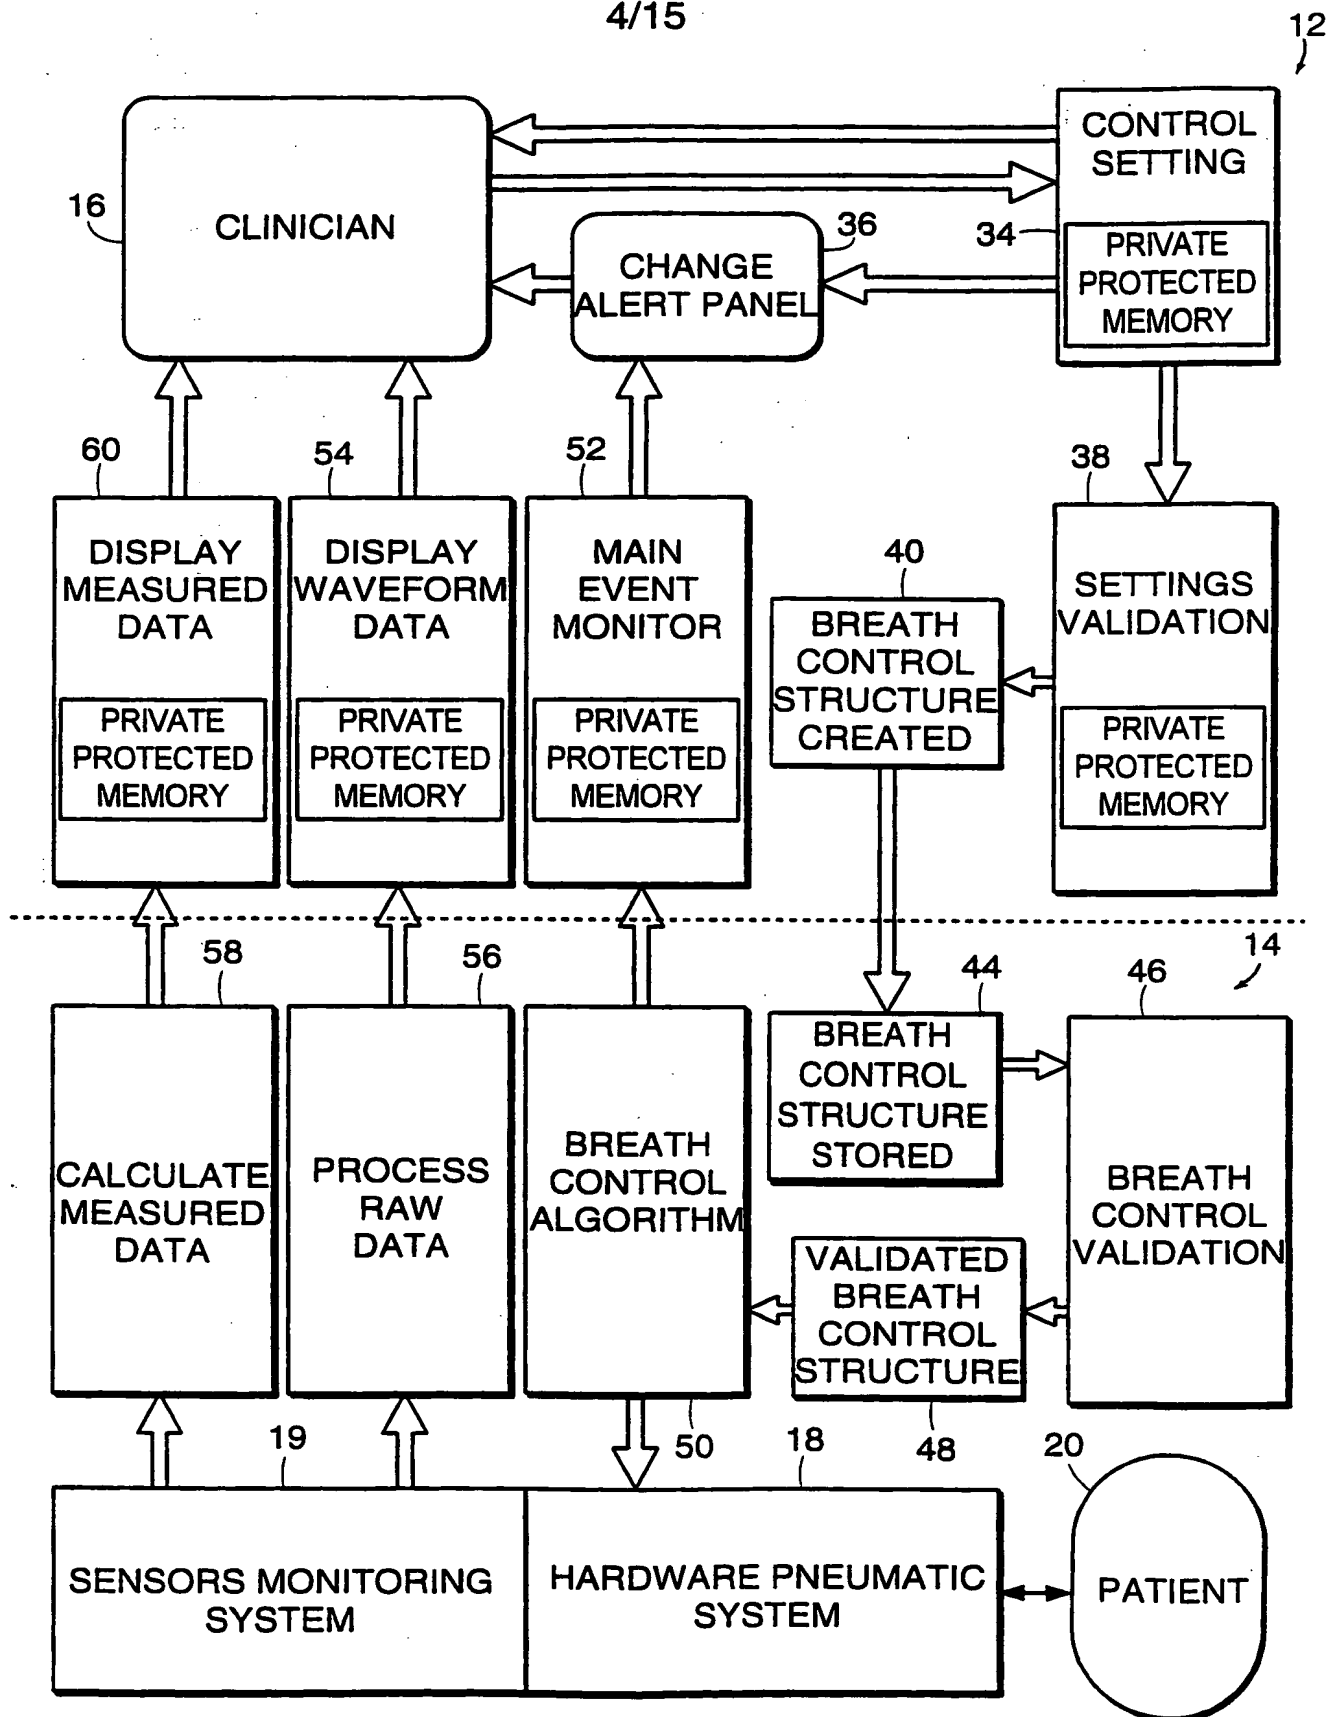 4/15
12
CONTROL
SETTING
16
CLINICIAN
34
PRIVATE
PROTECTED
MEMORY
36
CHANGE
ALERT PANEL
60
54
52
38
DISPLAY
MEASURED
DATA
PRIVATE
PROTECTED
MEMORY
DISPLAY
WAVEFORM
DATA
PRIVATE
PROTECTED
MEMORY
MAIN
EVENT
MONITOR
PRIVATE
PROTECTED
MEMORY
40
BREATH
CONTROL
STRUCTURE
CREATED
SETTINGS
VALIDATION
PRIVATE
PROTECTED
MEMORY
14
58
56
44
46
CALCULATE
MEASURED
DATA
PROCESS
RAW
DATA
BREATH
CONTROL
ALGORITHM
BREATH
CONTROL
STRUCTURE
STORED
BREATH
CONTROL
VALIDATION
VALIDATED
BREATH
CONTROL
STRUCTURE
19
50
18
48
20
SENSORS MONITORING
SYSTEM
HARDWARE PNEUMATIC
SYSTEM
PATIENT